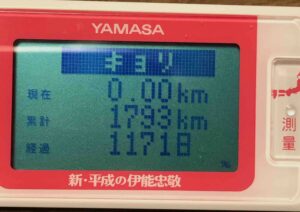 YAMASA
キョリ
現在 0.00km
累計 1793km
経過 1171日
新・平成の伊能忠敬
測量